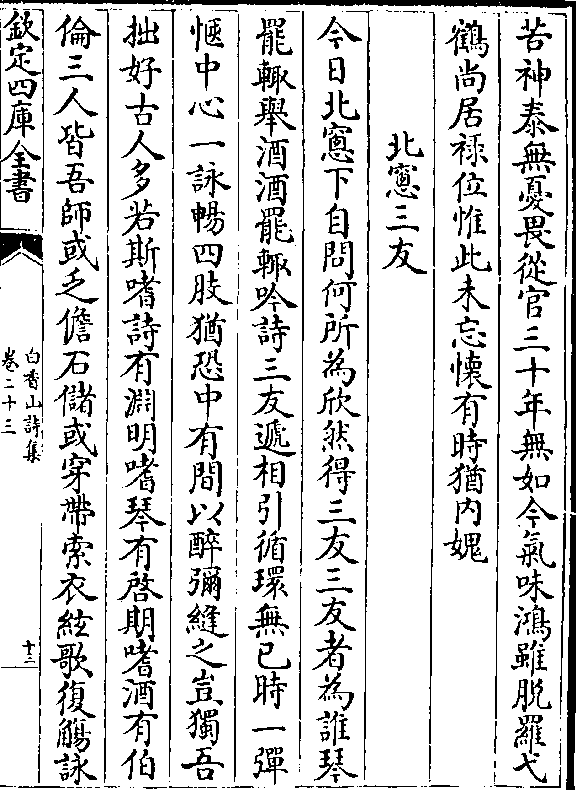 苦神泰無憂畏從官三十年無如今氣味鴻雖脫羅弋
鶴尚居祿位惟此未忘懷有時猶内媿
北窻三友
今日北窻下自問何所為欣然得三友三友者為誰琴
罷輙舉酒酒罷輙吟詩三友遞相引循環無已時一彈
愜中心一詠暢四肢猶恐中有間以醉彌縫之豈獨吾
拙好古人多若斯嗜詩有淵明嗜琴有啓期嗜酒有伯
倫三人皆吾師或乏儋石儲或穿帶索衣絃歌復觴詠
欽定四庫全書
白香山詩集
卷二十三
十三